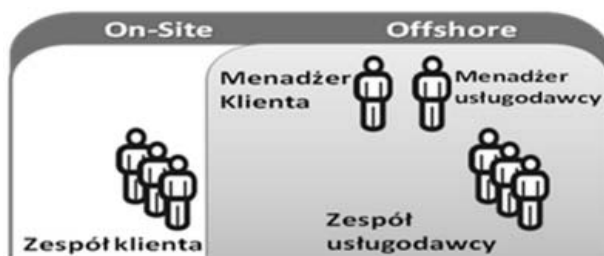 On-Site
Offshore
Menadżer
Klienta
Menadżer
usługodawcy
Zespół klienta
Zespół
usługodawcy